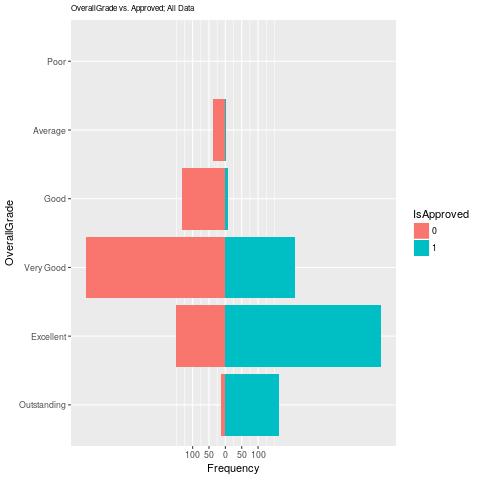 OverallGrade vs. Approved; All Data
Poor
Average
Good
Very Good
Excellent
Outstanding
OverallGrade
100 50 0 50 100
Frequency
IsApproved
0
1